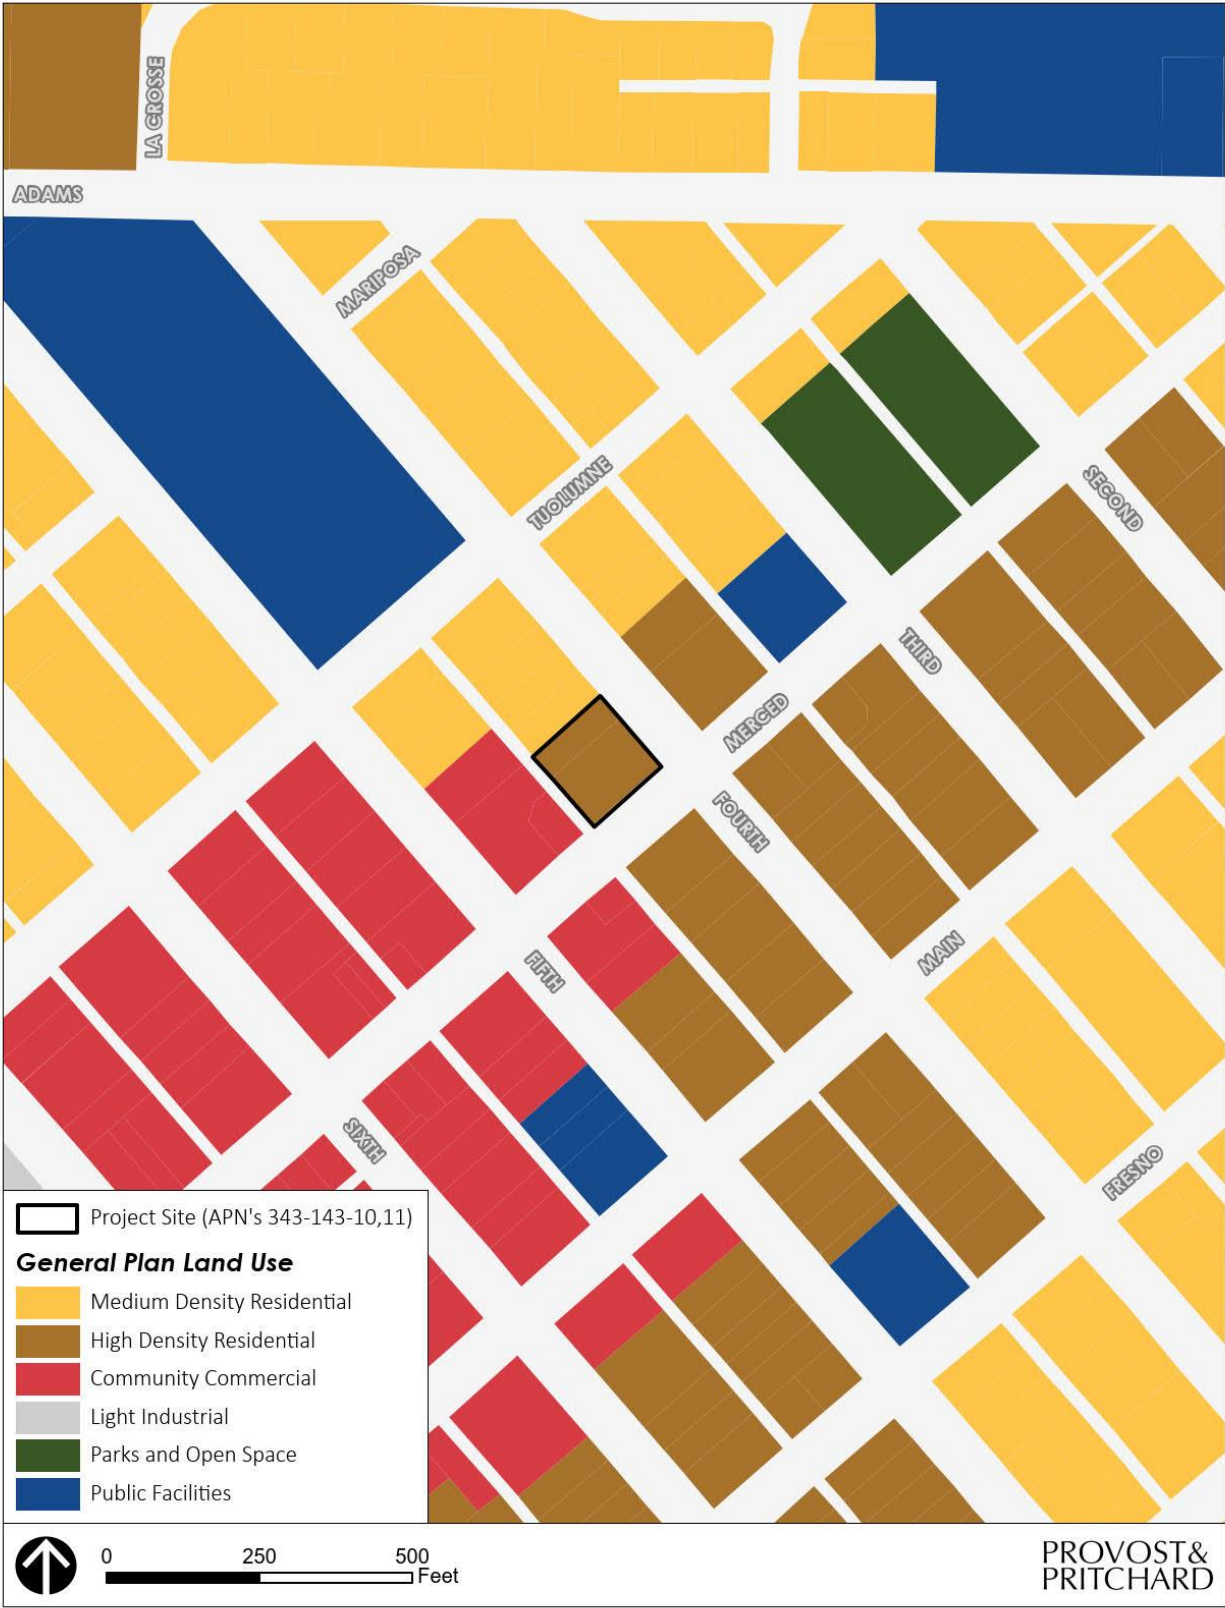 LA CROSSE
ADAMS
MARIPOSA
TUOLUMNE
SECOND
THIRD
MERCED
FOURTH
MAIN
FIFTH
SIXTH
FRESNO
Project Site (APN's 343-143-10,11)
General Plan Land Use
Medium Density Residential
High Density Residential
Community Commercial
Light Industrial
Parks and Open Space
Public Facilities
0 250 500
Feet
PROVOST&
PRITCHARD